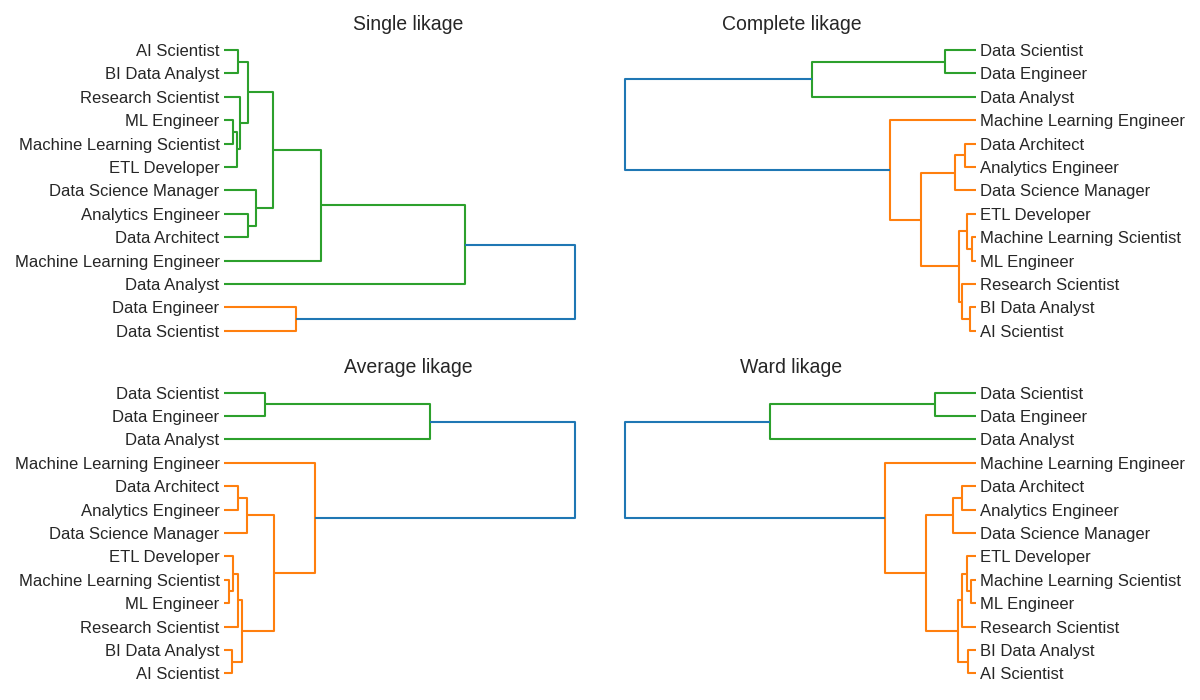 Single likage
AI Scientist
BI Data Analyst
Research Scientist
ML Engineer
Machine Learning Scientist
ETL Developer
Data Science Manager
Analytics Engineer
Data Architect
Machine Learning Engineer
Data Analyst
Data Engineer
Data Scientist
Complete likage
Data Scientist
Data Engineer
Data Analyst
Machine Learning Engineer
Data Architect
Analytics Engineer
Data Science Manager
ETL Developer
Machine Learning Scientist
ML Engineer
Research Scientist
BI Data Analyst
AI Scientist
Average likage
Data Scientist
Data Engineer
Data Analyst
Machine Learning Engineer
Data Architect
Analytics Engineer
Data Science Manager
ETL Developer
Machine Learning Scientist
ML Engineer
Research Scientist
BI Data Analyst
AI Scientist
Ward likage
Data Scientist
Data Engineer
Data Analyst
Machine Learning Engineer
Data Architect
Analytics Engineer
Data Science Manager
ETL Developer
Machine Learning Scientist
ML Engineer
Research Scientist
BI Data Analyst
AI Scientist